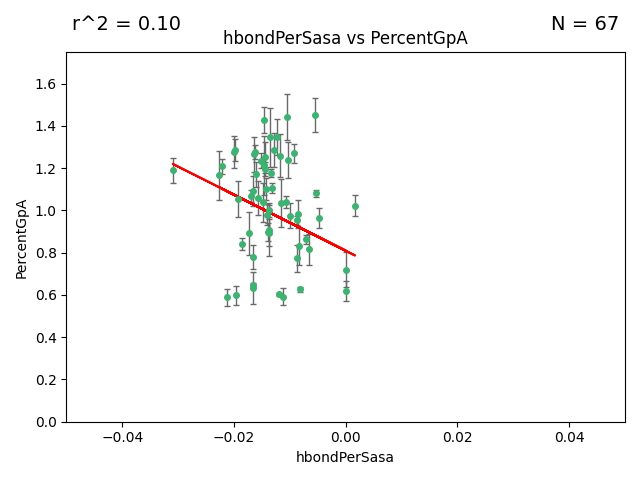 r^2 = 0.10
N = 67
hbondPerSasa vs PercentGpA
PercentGpA
1.6
1.4
1.2
1.0
0.8
0.6
0.4
0.2
0.0
−0.04
−0.02
0.00
0.02
0.04
hbondPerSasa